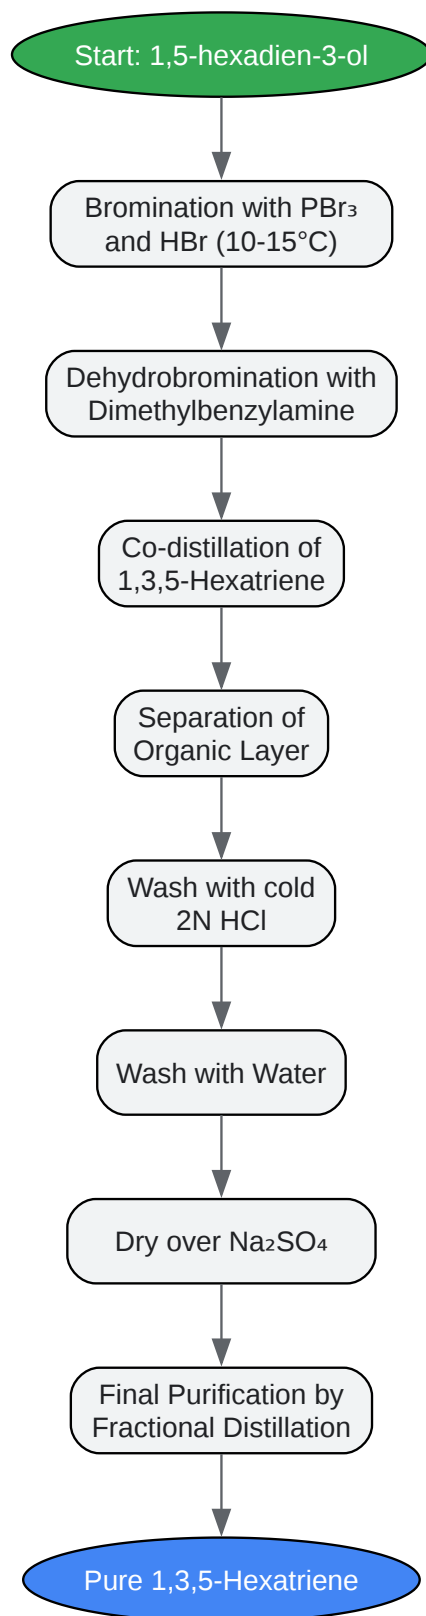 Start: 1,5-hexadien-3-ol
Bromination with PBr₃
and HBr (10-15°C)
Dehydrobromination with
Dimethylbenzylamine
Co-distillation of
1,3,5-Hexatriene
Separation of
Organic Layer
Wash with cold
2N HCl
Wash with Water
Dry over Na₂SO₄
Final Purification by
Fractional Distillation
Pure 1,3,5-Hexatriene